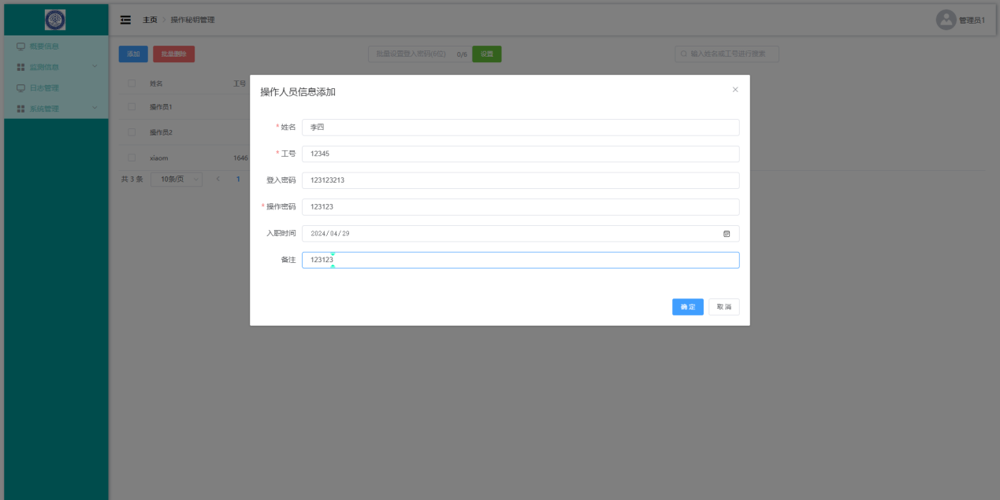 主页 操作秘钥管理
管理员1
概要信息
监测信息
日志管理
系统管理
添加 批量删除 批量设置登入密码(6位) 0/6 设置 输入姓名或工号进行搜索
姓名 工号
操作员1
操作员2
xiaom 1646
共 3 条 10条/页 1
操作人员信息添加
* 姓名 李四
* 工号 12345
登入密码 123123213
* 操作密码 123123
入职时间 2024/04/29
备注 123123
确 定 取 消